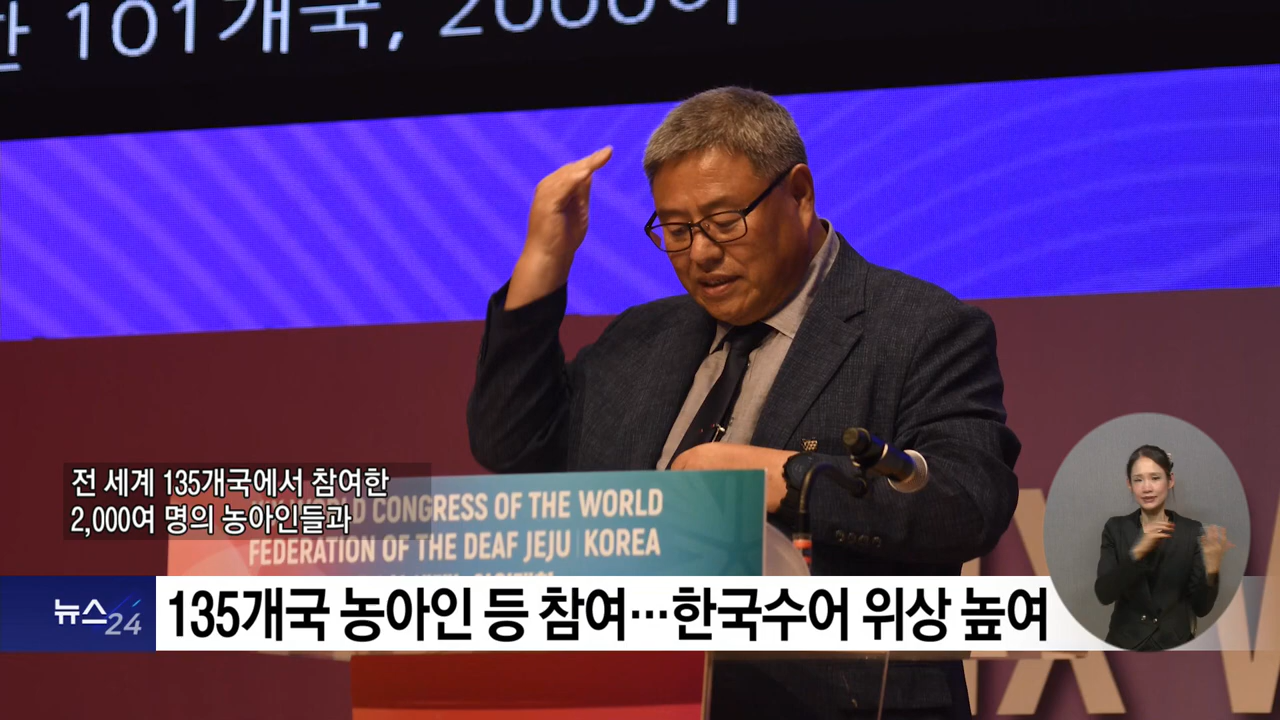 101개국, 2000여
전 세계 135개국에서 참여한
2,000여 명의 농아인들과
WORLD CONGRESS OF THE WORLD
FEDERATION OF THE DEAF JEJU | KOREA
뉴스24
135개국 농아인 등 참여…한국수어 위상 높여